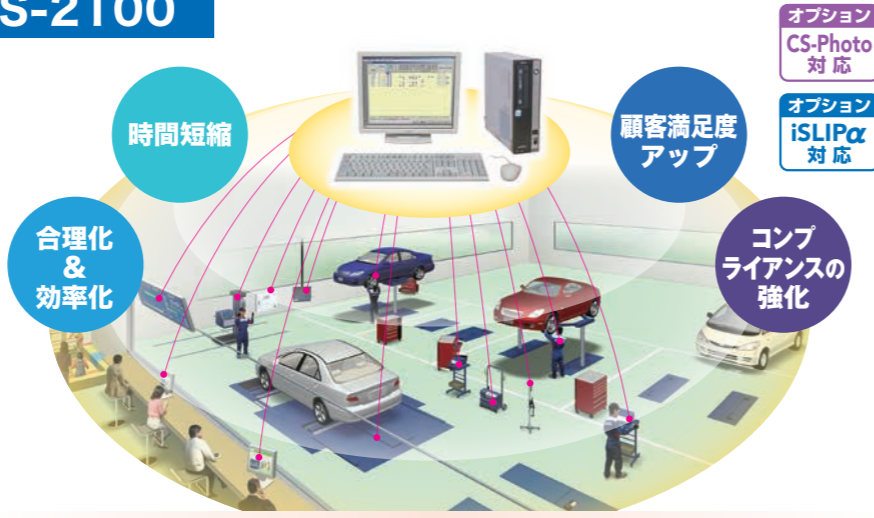 S-2100
オプション
CS-Photo
対 応
オプション
iSLIPα
対 応
時間短縮
顧客満足度
アップ
合理化
&
効率化
コンプ
ライアンスの
強化